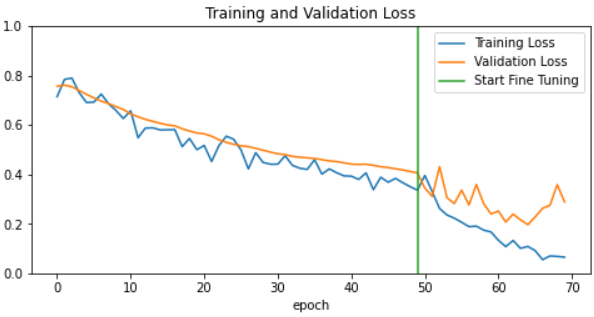 Training and Validation Loss
1.0
0.8
0.6
0.4
0.2
0.0
Training Loss
Validation Loss
Start Fine Tuning
0 10 20 30 40 50 60 70
epoch